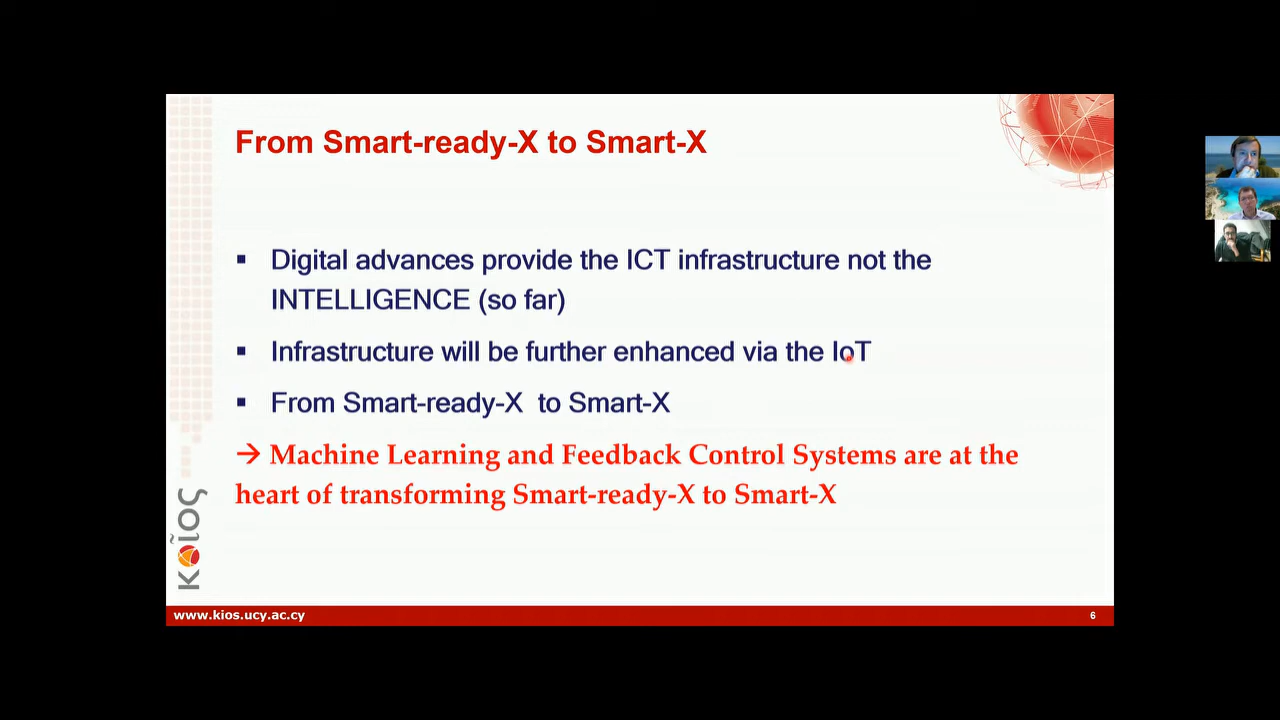 From Smart-ready-X to Smart-X
▪ Digital advances provide the ICT infrastructure not the
INTELLIGENCE (so far)
▪ Infrastructure will be further enhanced via the IoT
▪ From Smart-ready-X to Smart-X
→ Machine Learning and Feedback Control Systems are at the
heart of transforming Smart-ready-X to Smart-X
κοῖος
www.kios.ucy.ac.cy
6